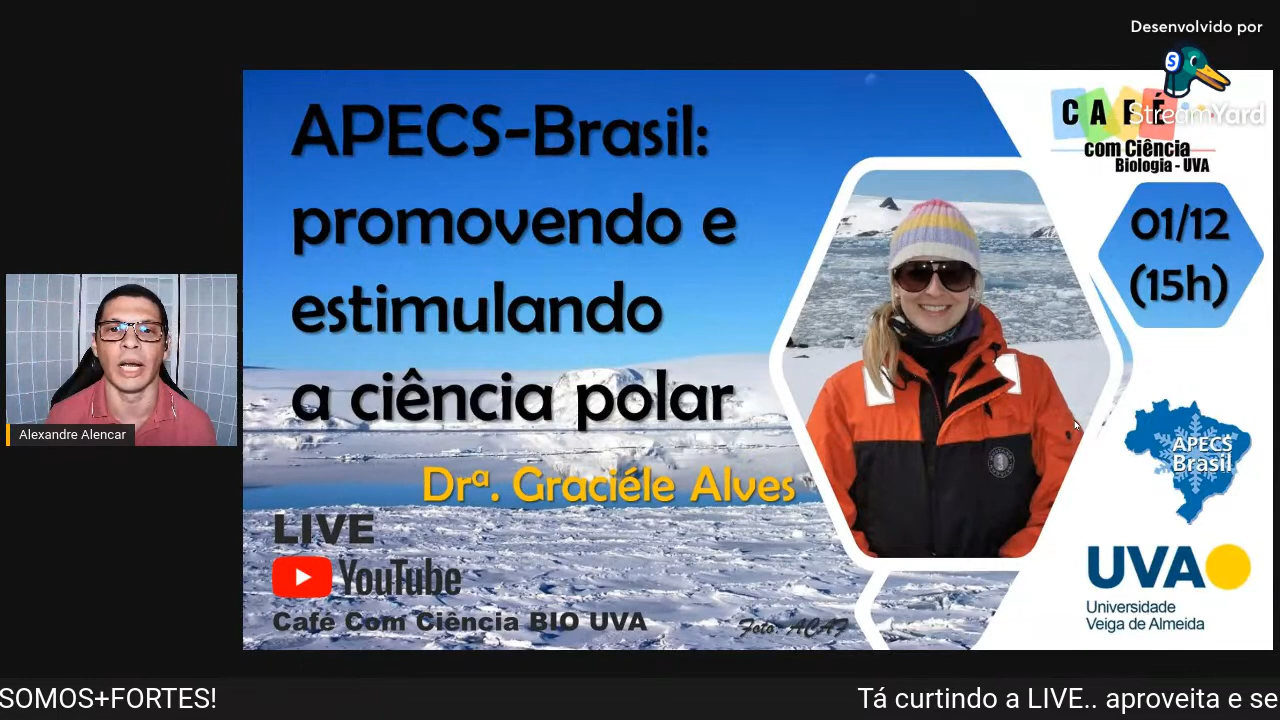 Desenvolvido por
StreamYard
CAFÉ
com Ciência
Biologia - UVA
APECS-Brasil:
promovendo e
estimulando
a ciência polar
Drª. Graciéle Alves
01/12
(15h)
APECS
Brasil
LIVE
YouTube
Café Com Ciência BIO UVA
Foto: ACAF
UVA
Universidade
Veiga de Almeida
Alexandre Alencar
SOMOS+FORTES!
Tá curtindo a LIVE.. aproveita e se